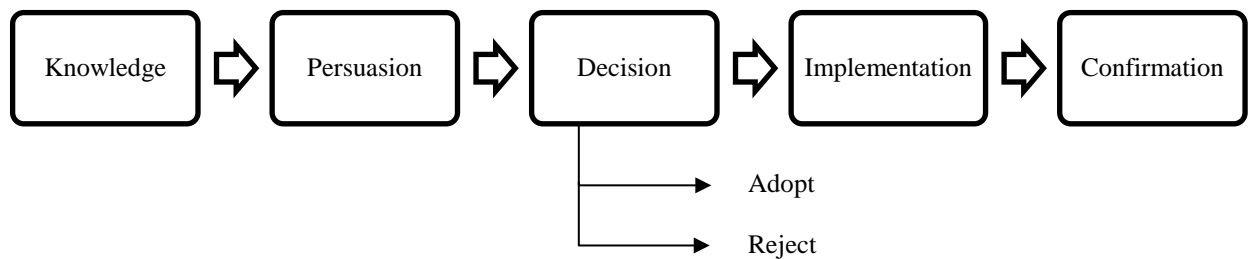 Knowledge
Persuasion
Decision
Implementation
Confirmation
Adopt
Reject